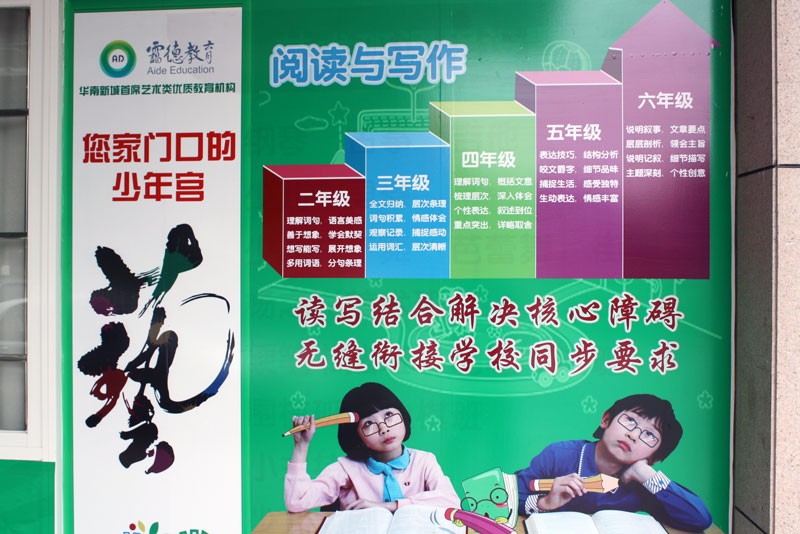 AD
霭德教育
Aide Education
华南新城首席艺术类优质教育机构
您家门口的
少年宫
藝
阅读与写作
二年级
理解词句，语言美感
善于想象，学会默契
想写能写，展开想象
多用词语，分句条理
三年级
全文归纳，层次条理
词句积累，情感体会
观察记录，捕捉感动
运用词汇，层次清晰
四年级
理解词句，概括文意
梳理层次，深入体会
个性表达，叙述到位
重点突出，详略取舍
五年级
表达技巧，结构分析
咬文爵字，细节品味
捕捉生活，感受独特
生动表达，情感丰富
六年级
说明叙事，文章要点
层层剖析，领会主旨
说明记叙，细节描写
主题深刻，个性创意
读写结合解决核心障碍
无缝衔接学校同步要求